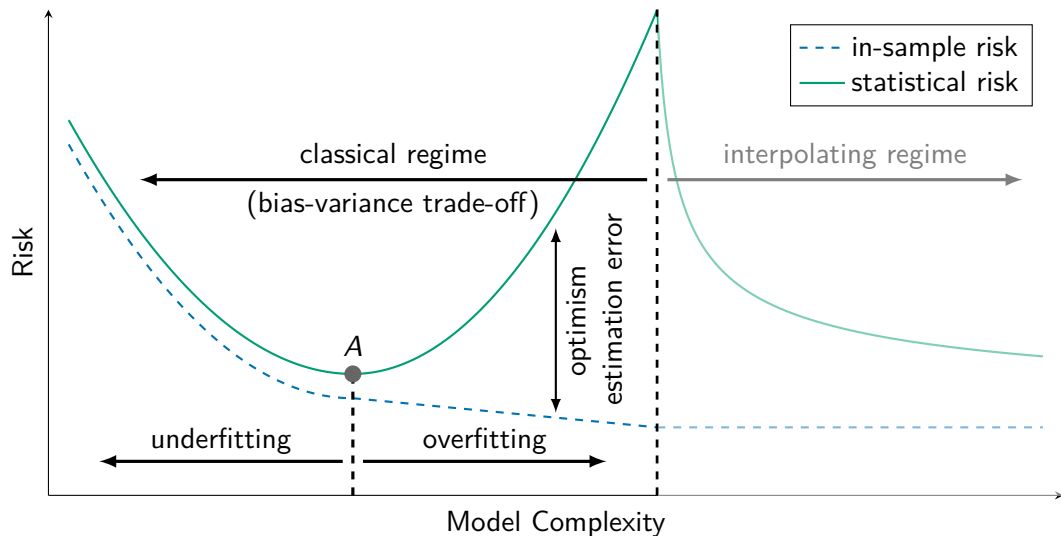 in-sample risk
statistical risk
classical regime
(bias-variance trade-off)
interpolating regime
Risk
optimism
estimation error
A
underfitting
overfitting
Model Complexity